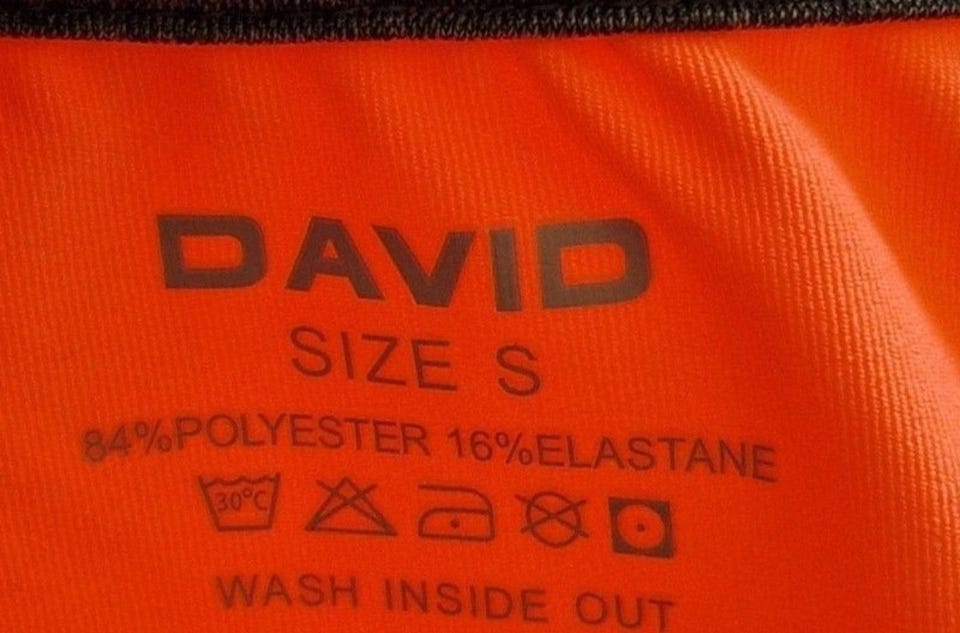 DAVID
SIZE S
84%POLYESTER 16%ELASTANE
30°C
WASH INSIDE OUT